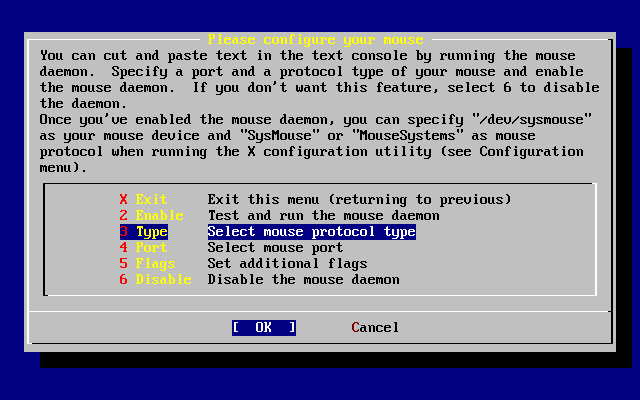 Please configure your mouse
You can cut and paste text in the text console by running the mouse
daemon.  Specify a port and a protocol type of your mouse and enable
the mouse daemon.  If you don't want this feature, select 6 to disable
the daemon.
Once you've enabled the mouse daemon, you can specify "/dev/sysmouse"
as your mouse device and "SysMouse" or "MouseSystems" as mouse
protocol when running the X configuration utility (see Configuration
menu).
X Exit     Exit this menu (returning to previous)
2 Enable   Test and run the mouse daemon
3 Type     Select mouse protocol type
4 Port     Select mouse port
5 Flags    Set additional flags
6 Disable  Disable the mouse daemon
[  OK  ]       Cancel